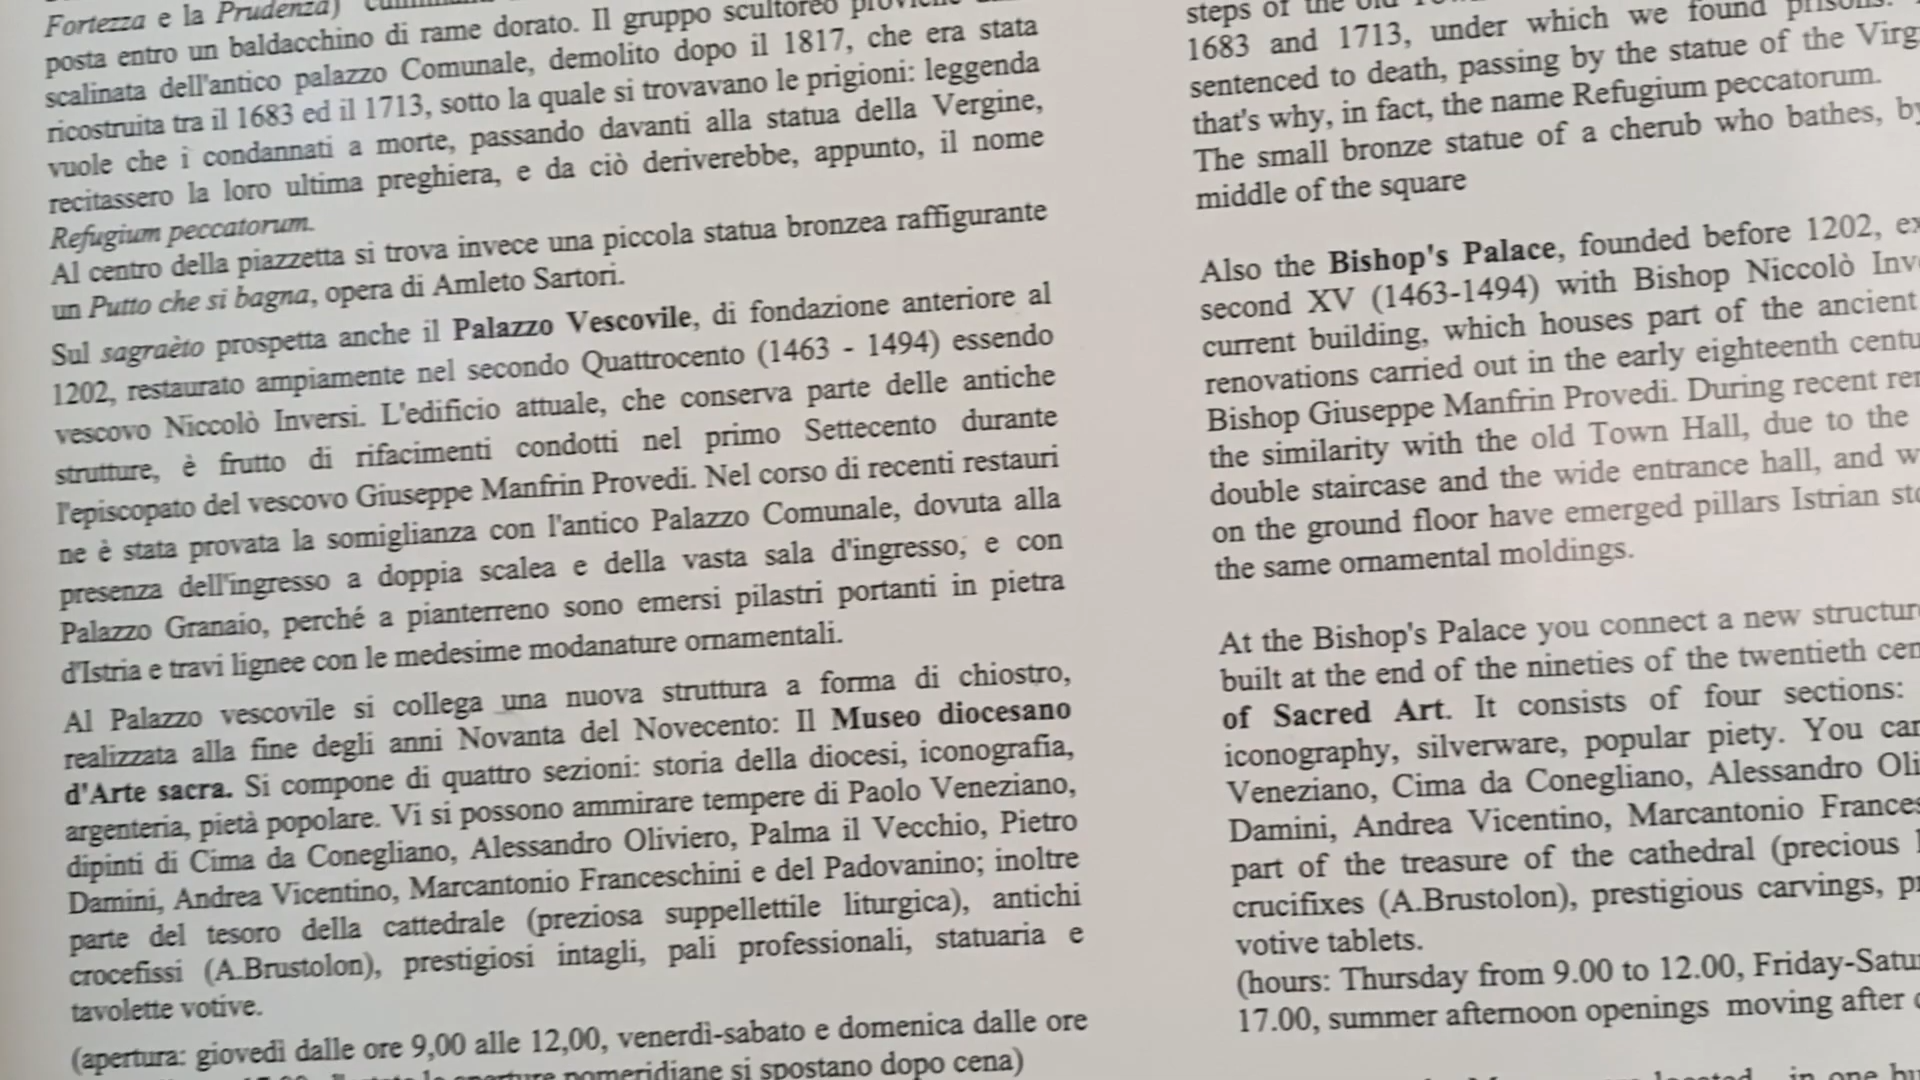 Fortezza e la Prudenza)
posta entro un baldacchino di rame dorato. Il gruppo scultoreo proviene
scalinata dell'antico palazzo Comunale, demolito dopo il 1817, che era stata
ricostruita tra il 1683 ed il 1713, sotto la quale si trovavano le prigioni: leggenda
vuole che i condannati a morte, passando davanti alla statua della Vergine,
recitassero la loro ultima preghiera, e da ciò deriverebbe, appunto, il nome
Refugium peccatorum.
Al centro della piazzetta si trova invece una piccola statua bronzea raffigurante
un Putto che si bagna, opera di Amleto Sartori.
Sul sagraèto prospetta anche il Palazzo Vescovile, di fondazione anteriore al
1202, restaurato ampiamente nel secondo Quattrocento (1463 - 1494) essendo
vescovo Niccolò Inversi. L'edificio attuale, che conserva parte delle antiche
strutture, è frutto di rifacimenti condotti nel primo Settecento durante
l'episcopato del vescovo Giuseppe Manfrin Provedi. Nel corso di recenti restauri
ne è stata provata la somiglianza con l'antico Palazzo Comunale, dovuta alla
presenza dell'ingresso a doppia scalea e della vasta sala d'ingresso, e con
Palazzo Granaio, perché a pianterreno sono emersi pilastri portanti in pietra
d'Istria e travi lignee con le medesime modanature ornamentali.
Al Palazzo vescovile si collega una nuova struttura a forma di chiostro,
realizzata alla fine degli anni Novanta del Novecento: Il Museo diocesano
d'Arte sacra. Si compone di quattro sezioni: storia della diocesi, iconografia,
argenteria, pietà popolare. Vi si possono ammirare tempere di Paolo Veneziano,
dipinti di Cima da Conegliano, Alessandro Oliviero, Palma il Vecchio, Pietro
Damini, Andrea Vicentino, Marcantonio Franceschini e del Padovanino; inoltre
parte del tesoro della cattedrale (preziosa suppellettile liturgica), antichi
crocefissi (A.Brustolon), prestigiosi intagli, pali professionali, statuaria e
tavolette votive.
(apertura: giovedì dalle ore 9,00 alle 12,00, venerdì-sabato e domenica dalle ore
aperture pomeridiane si spostano dopo cena)
steps of the old
1683 and 1713, under which we found prisons.
sentenced to death, passing by the statue of the
that's why, in fact, the name Refugium peccatorum.
The small bronze statue of a cherub who bathes,
middle of the square
Also the Bishop's Palace, founded before 1202,
second XV (1463-1494) with Bishop Niccolò
current building, which houses part of the ancient
renovations carried out in the early eighteenth
Bishop Giuseppe Manfrin Provedi. During recent
the similarity with the old Town Hall, due to the
double staircase and the wide entrance hall, and
on the ground floor have emerged pillars Istrian
the same ornamental moldings.
At the Bishop's Palace you connect a new
built at the end of the nineties of the twentieth
of Sacred Art. It consists of four sections:
iconography, silverware, popular piety. You
Veneziano, Cima da Conegliano, Alessandro
Damini, Andrea Vicentino, Marcantonio
part of the treasure of the cathedral (precious
crucifixes (A.Brustolon), prestigious carvings,
votive tablets.
(hours: Thursday from 9.00 to 12.00,
17.00, summer afternoon openings moving after